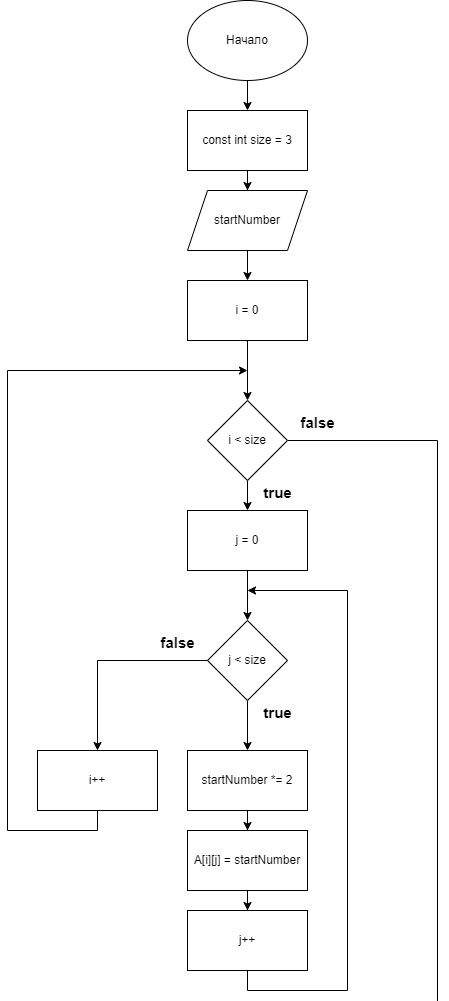 Начало
const int size = 3
startNumber
i = 0
i < size
false
true
j = 0
j < size
false
true
i++
startNumber *= 2
A[i][j] = startNumber
j++